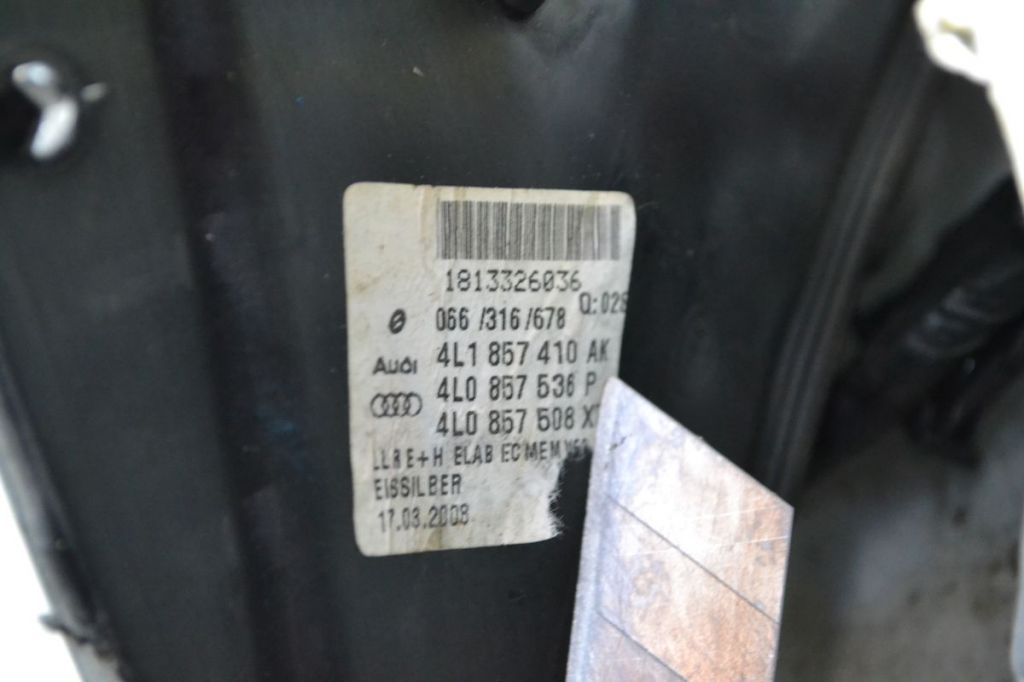 1813326036
Q:028
066 /316/678
Audi
4L1 857 410 AK
4L0 857 536 P
4L0 857 508
E+H ELAB EC MEM
EISSILBER
17.03.2008